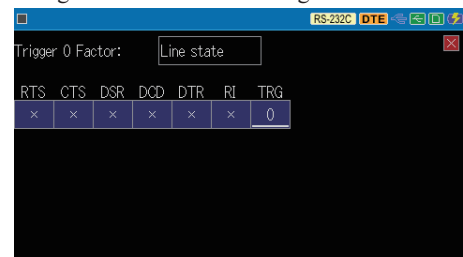 RS-232C DTE
Trigger 0 Factor: Line state
RTS CTS DSR DCD DTR RI TRG
× × × × × × 0